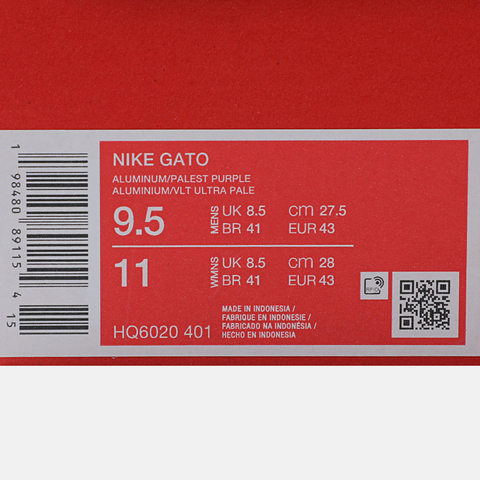 NIKE GATO
ALUMINUM/PALEST PURPLE
ALUMINIUM/VLT ULTRA PALE
9.5 MENS UK 8.5 CM 27.5
BR 41 EUR 43
11 WMNS UK 8.5 CM 28
BR 41 EUR 43
RFID
MADE IN INDONESIA /
FABRIQUE EN INDONESIE /
FABRICADO NA INDONÉSIA /
HECHO EN INDONESIA
HQ6020 401
1 98480 89115 4 15